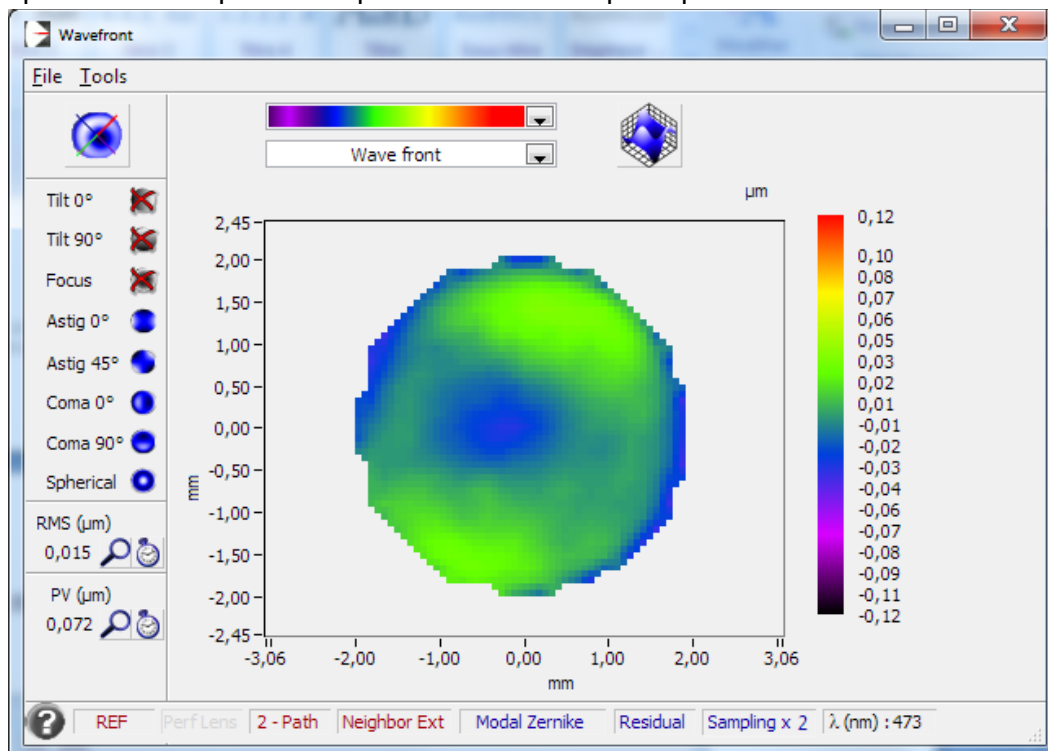 Wavefront
File Tools
Wave front
Tilt 0°
Tilt 90°
Focus
Astig 0°
Astig 45°
Coma 0°
Coma 90°
Spherical
RMS (µm)
0,015
PV (µm)
0,072
µm
2,45
2,00
1,50
1,00
0,50
0,00
-0,50
-1,00
-1,50
-2,00
-2,45
mm
-3,06 -2,00 -1,00 0,00 1,00 2,00 3,06
mm
0,12
0,10
0,08
0,07
0,06
0,05
0,03
0,02
0,01
-0,01
-0,02
-0,03
-0,04
-0,06
-0,07
-0,08
-0,09
-0,11
-0,12
? REF Perf Lens 2 - Path Neighbor Ext Modal Zernike Residual Sampling x 2 λ (nm) : 473